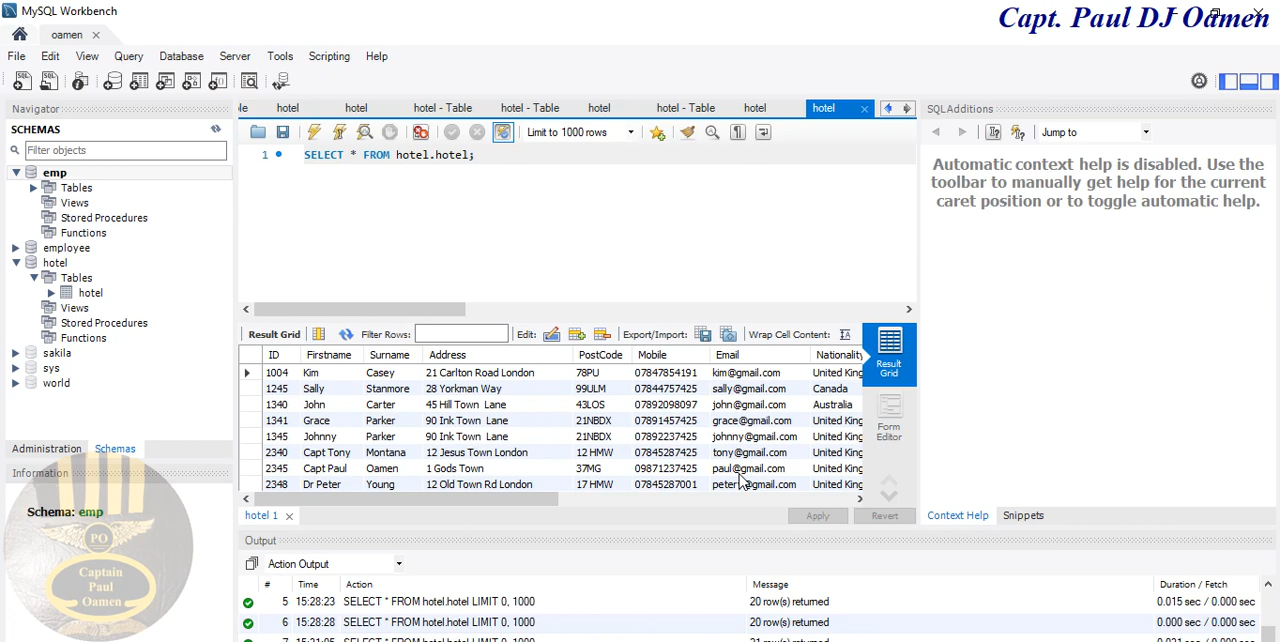 MySQL Workbench
Capt. Paul DJ Oamen
oamen
File Edit View Query Database Server Tools Scripting Help
Navigator
SCHEMAS
Filter objects
emp
Tables
Views
Stored Procedures
Functions
employee
hotel
Tables
hotel
Views
Stored Procedures
Functions
sakila
sys
world
Administration Schemas
Information
Schema: emp
PO
Captain
Paul
Oamen
le hotel hotel hotel - Table hotel - Table hotel hotel - Table hotel hotel
Limit to 1000 rows
1 SELECT * FROM hotel.hotel;
Result Grid Filter Rows: Edit: Export/Import: Wrap Cell Content:
ID Firstname Surname Address PostCode Mobile Email Nationality
1004 Kim Casey 21 Carlton Road London 78PU 07847854191 kim@gmail.com United King
1245 Sally Stanmore 28 Yorkman Way 99ULM 07844757425 sally@gmail.com Canada
1340 John Carter 45 Hill Town Lane 43LOS 07892098097 john@gmail.com Australia
1341 Grace Parker 90 Ink Town Lane 21NBDX 07891457425 grace@gmail.com United King
1345 Johnny Parker 90 Ink Town Lane 21NBDX 07892237425 johnny@gmail.com United King
2340 Capt Tony Montana 12 Jesus Town London 12 HMW 07845287425 tony@gmail.com United King
2345 Capt Paul Oamen 1 Gods Town 37MG 09871237425 paul@gmail.com United King
2348 Dr Peter Young 12 Old Town Rd London 17 HMW 07845287001 peter@gmail.com United King
Result
Grid
Form
Editor
hotel 1
Apply Revert
SQLAdditions
Jump to
Automatic context help is disabled. Use the
toolbar to manually get help for the current
caret position or to toggle automatic help.
Context Help Snippets
Output
Action Output
# Time Action Message Duration / Fetch
5 15:28:23 SELECT * FROM hotel.hotel LIMIT 0, 1000 20 row(s) returned 0.015 sec / 0.000 sec
6 15:28:28 SELECT * FROM hotel.hotel LIMIT 0, 1000 20 row(s) returned 0.000 sec / 0.000 sec